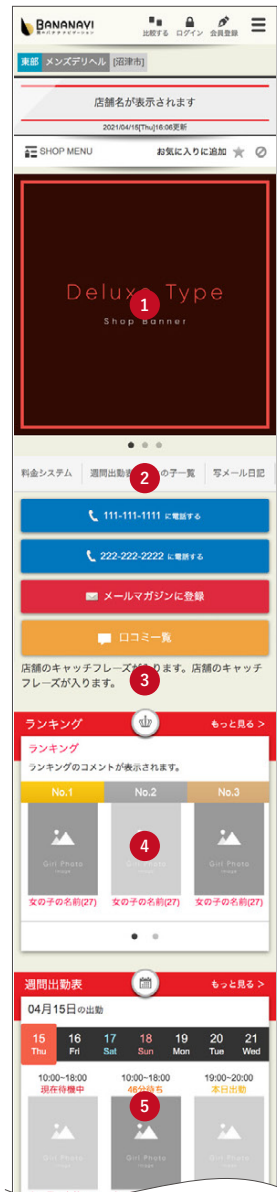 BANANAVI
比較する ログイン 会員登録
東部 メンズデリヘル [沼津市]
店舗名が表示されます
2021/04/15[Thu]16:06更新
SHOP MENU お気に入りに追加
Deluxe Type
1
Shop Banner
料金システム 週間出勤表 の子一覧 写メール日記
2
111-111-1111 に電話する
222-222-2222 に電話する
メールマガジンに登録
口コミ一覧
店舗のキャッチフレーズが入ります。店舗のキャッチ
フレーズが入ります。
3
ランキング もっと見る >
ランキング
ランキングのコメントが表示されます。
No.1 No.2 No.3
4
Girl Photo Girl Photo Girl Photo
Image Image Image
女の子の名前(27) 女の子の名前(27) 女の子の名前(27)
週間出勤表 もっと見る >
04月15日の出勤
15 16 17 18 19 20 21
Thu Fri Sat Sun Mon Tue Wed
10:00~18:00 10:00~18:00 19:00~20:00
現在待機中 46分待ち 本日出勤
5
Girl Photo Girl Photo Girl Photo